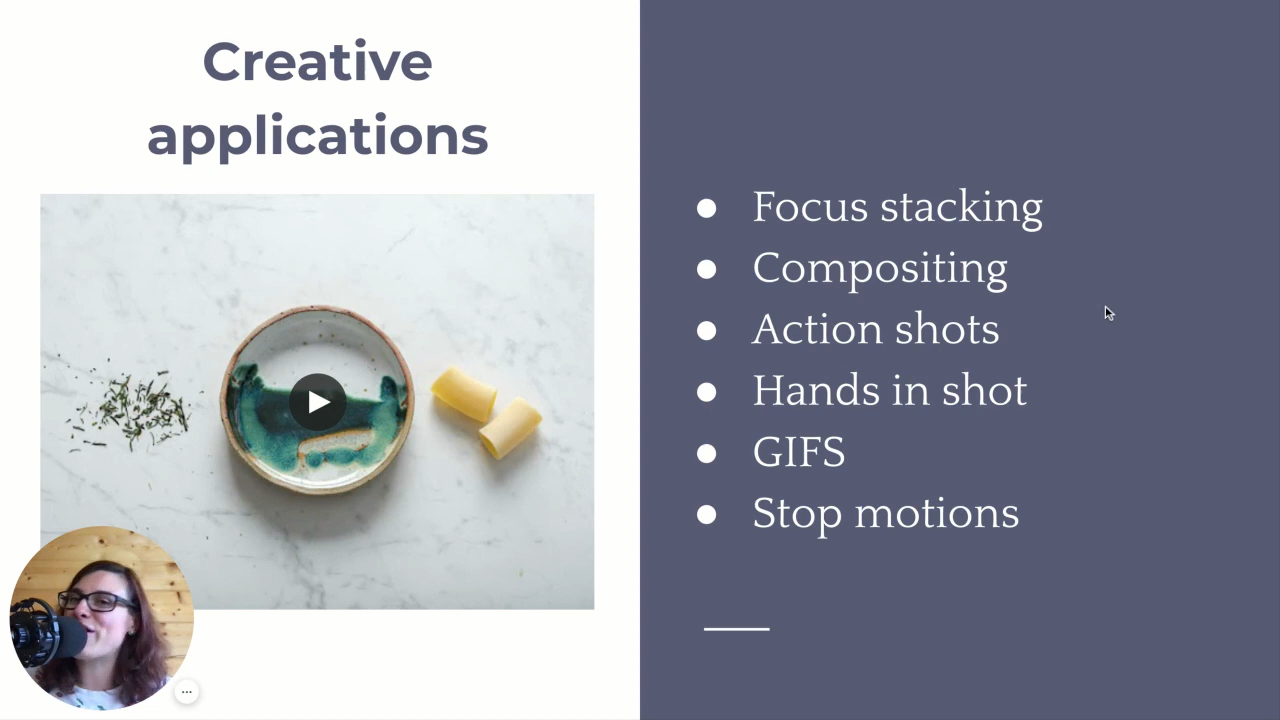 Creative
applications
● Focus stacking
● Compositing
● Action shots
● Hands in shot
● GIFS
● Stop motions